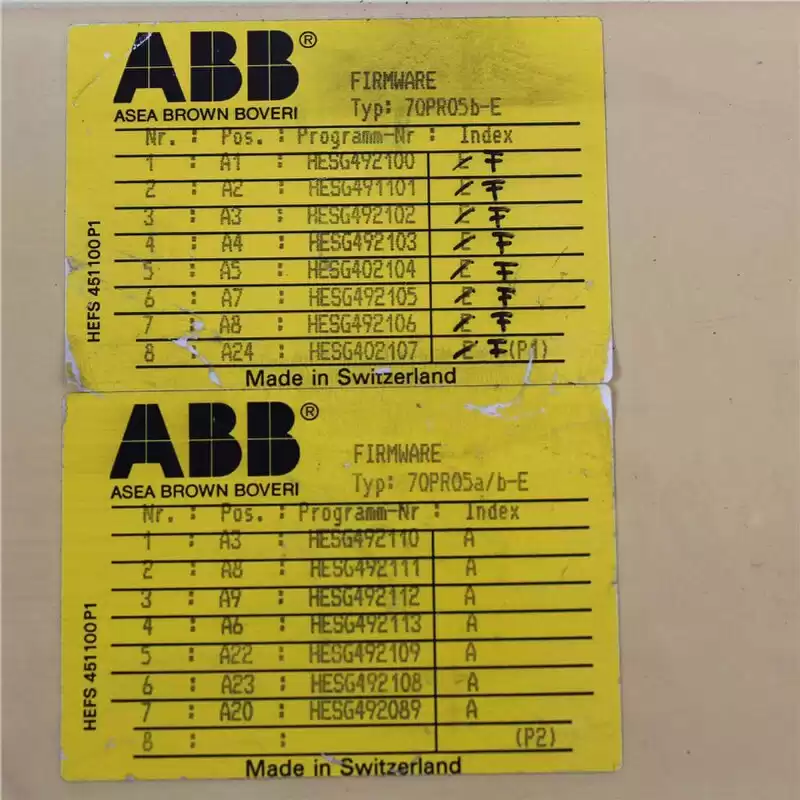 ABB®
ASEA BROWN BOVERI
FIRMWARE
Typ: 70PR05b-E
Nr. : Pos. : Programm-Nr : Index
1 : A1 : HESG492100 E F
2 : A2 : HESG491101 E F
3 : A3 : HESG492102 E F
4 : A4 : HESG492103 E F
5 : A5 : HESG402104 E F
6 : A7 : HESG492105 E F
7 : A8 : HESG492106 E F
8 : A24 : HESG402107 E F (P1)
Made in Switzerland
HEFS 451100P1
ABB®
ASEA BROWN BOVERI
FIRMWARE
Typ: 70PR05a/b-E
Nr. : Pos. : Programm-Nr : Index
1 : A3 : HESG492110 A
2 : A8 : HESG492111 A
3 : A9 : HESG492112 A
4 : A6 : HESG492113 A
5 : A22 : HESG492109 A
6 : A23 : HESG492108 A
7 : A20 : HESG492089 A
8 : : (P2)
Made in Switzerland
HEFS 451100P1